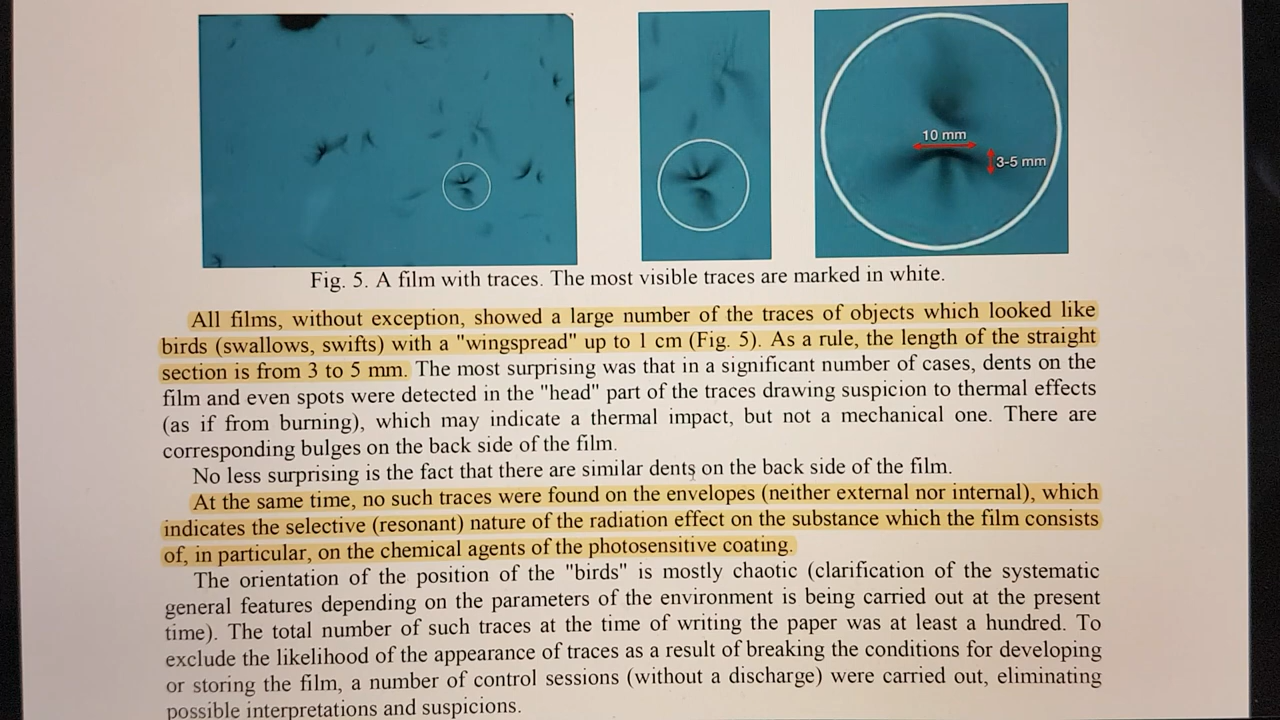 10 mm
3-5 mm
Fig. 5. A film with traces. The most visible traces are marked in white.
All films, without exception, showed a large number of the traces of objects which looked like
birds (swallows, swifts) with a "wingspread" up to 1 cm (Fig. 5). As a rule, the length of the straight
section is from 3 to 5 mm. The most surprising was that in a significant number of cases, dents on the
film and even spots were detected in the "head" part of the traces drawing suspicion to thermal effects
(as if from burning), which may indicate a thermal impact, but not a mechanical one. There are
corresponding bulges on the back side of the film.
No less surprising is the fact that there are similar dents on the back side of the film.
At the same time, no such traces were found on the envelopes (neither external nor internal), which
indicates the selective (resonant) nature of the radiation effect on the substance which the film consists
of, in particular, on the chemical agents of the photosensitive coating.
The orientation of the position of the "birds" is mostly chaotic (clarification of the systematic
general features depending on the parameters of the environment is being carried out at the present
time). The total number of such traces at the time of writing the paper was at least a hundred. To
exclude the likelihood of the appearance of traces as a result of breaking the conditions for developing
or storing the film, a number of control sessions (without a discharge) were carried out, eliminating
possible interpretations and suspicions.